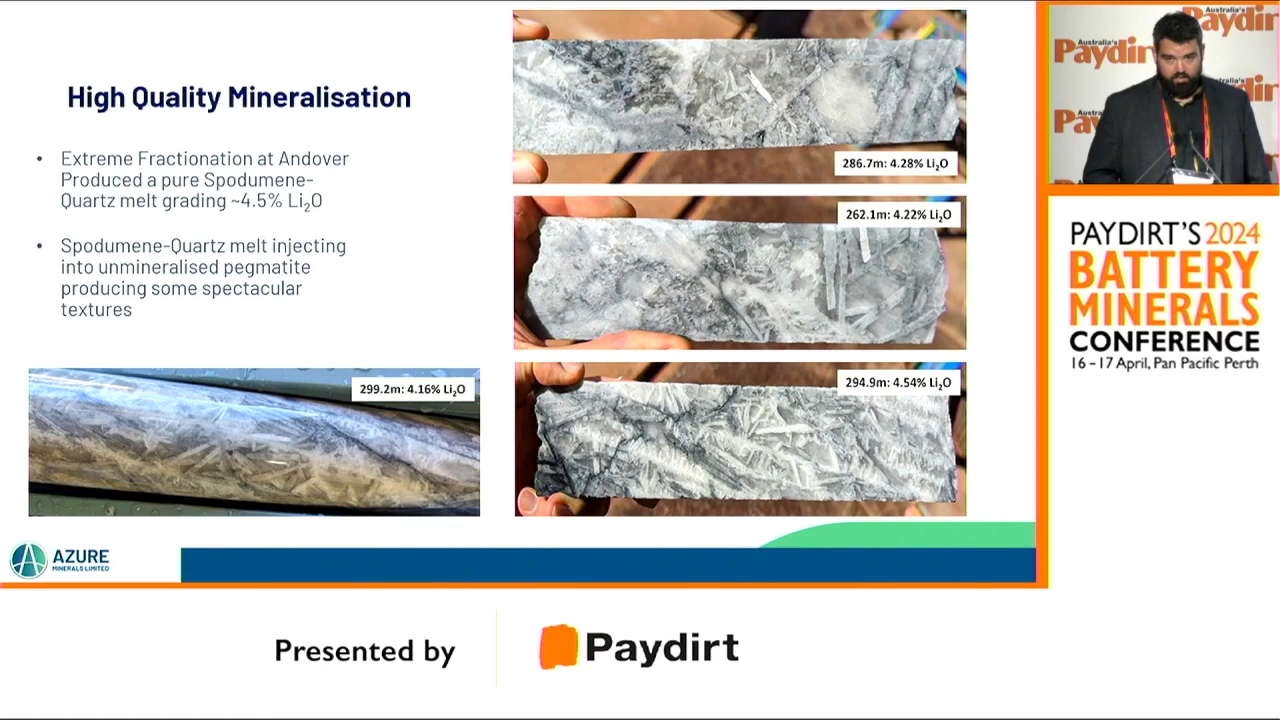 High Quality Mineralisation
• Extreme Fractionation at Andover
Produced a pure Spodumene-
Quartz melt grading ~4.5% Li₂O
• Spodumene-Quartz melt injecting
into unmineralised pegmatite
producing some spectacular
textures
286.7m: 4.28% Li₂O
262.1m: 4.22% Li₂O
299.2m: 4.16% Li₂O
294.9m: 4.54% Li₂O
AZURE
MINERALS LIMITED
Australia's
Paydirt
Australia's
Paydir
PAYDIRT'S 2024
BATTERY
MINERALS
CONFERENCE
16 – 17 April, Pan Pacific Perth
Presented by
Paydirt